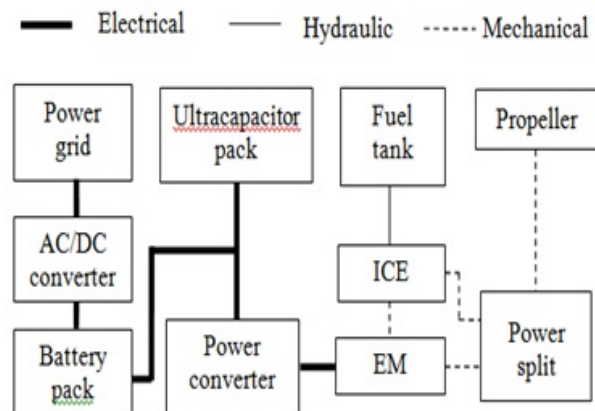 Electrical
Hydraulic
Mechanical
Power
grid
Ultracapacitor
pack
Fuel
tank
Propeller
AC/DC
converter
ICE
Battery
pack
Power
converter
EM
Power
split